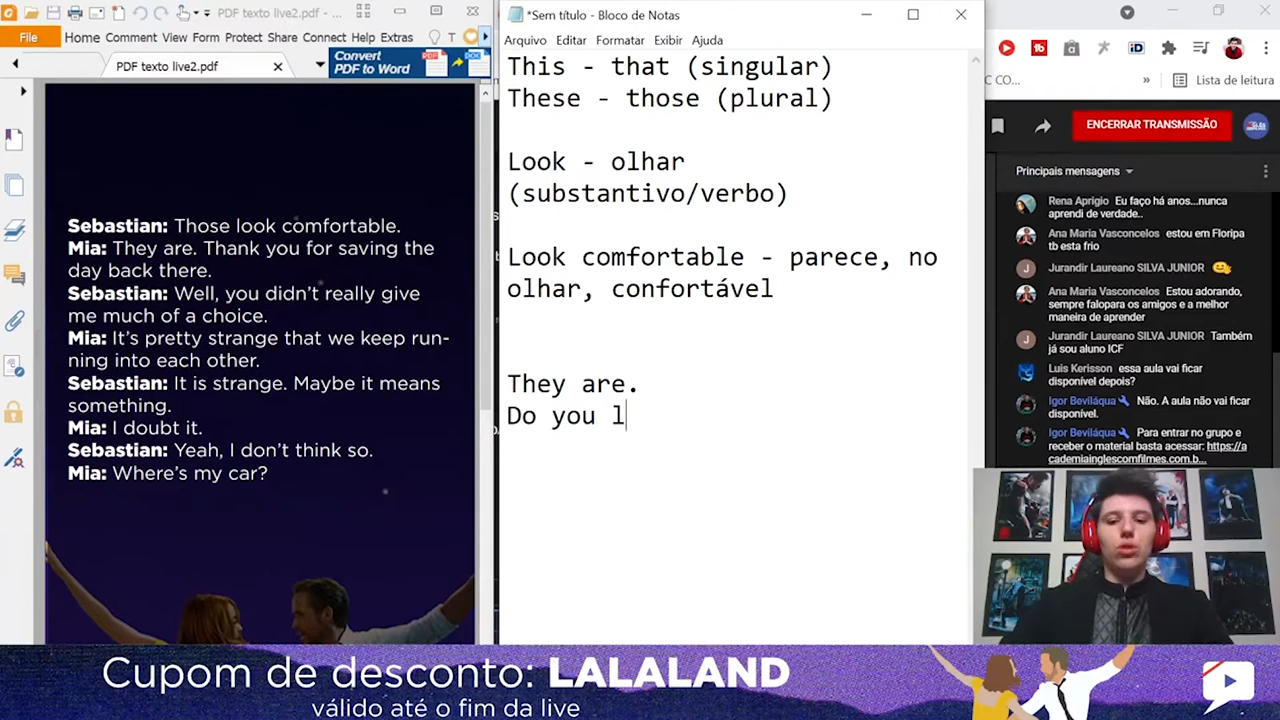 PDF texto live2.pdf - ...
File Home Comment View Form Protect Share Connect Help Extras
PDF texto live2.pdf
Convert
PDF to Word
*Sem título - Bloco de Notas
Arquivo Editar Formatar Exibir Ajuda
Sebastian: Those look comfortable.
Mia: They are. Thank you for saving the
day back there.
Sebastian: Well, you didn't really give
me much of a choice.
Mia: It's pretty strange that we keep run-
ning into each other.
Sebastian: It is strange. Maybe it means
something.
Mia: I doubt it.
Sebastian: Yeah, I don't think so.
Mia: Where's my car?
This - that (singular)
These - those (plural)
Look - olhar
(substantivo/verbo)
Look comfortable - parece, no
olhar, confortável
They are.
Do you l
C CO...
» Lista de leitura
ENCERRAR TRANSMISSÃO
Principais mensagens
Rena Aprigio Eu faço há anos...nunca
aprendi de verdade..
Ana Maria Vasconcelos estou em Floripa
tb esta frio
Jurandir Laureano SILVA JUNIOR
Ana Maria Vasconcelos Estou adorando,
sempre falopara os amigos e a melhor
maneira de aprender
Jurandir Laureano SILVA JUNIOR Também
já sou aluno ICF
Luis Kerisson essa aula vai ficar
disponível depois?
Igor Beviláqua Não. A aula não vai ficar
disponível.
Igor Beviláqua Para entrar no grupo e
receber o material basta acessar: https://a
cademiainglescomfilmes.com.b...
Cupom de desconto: LALALAND
válido até o fim da live